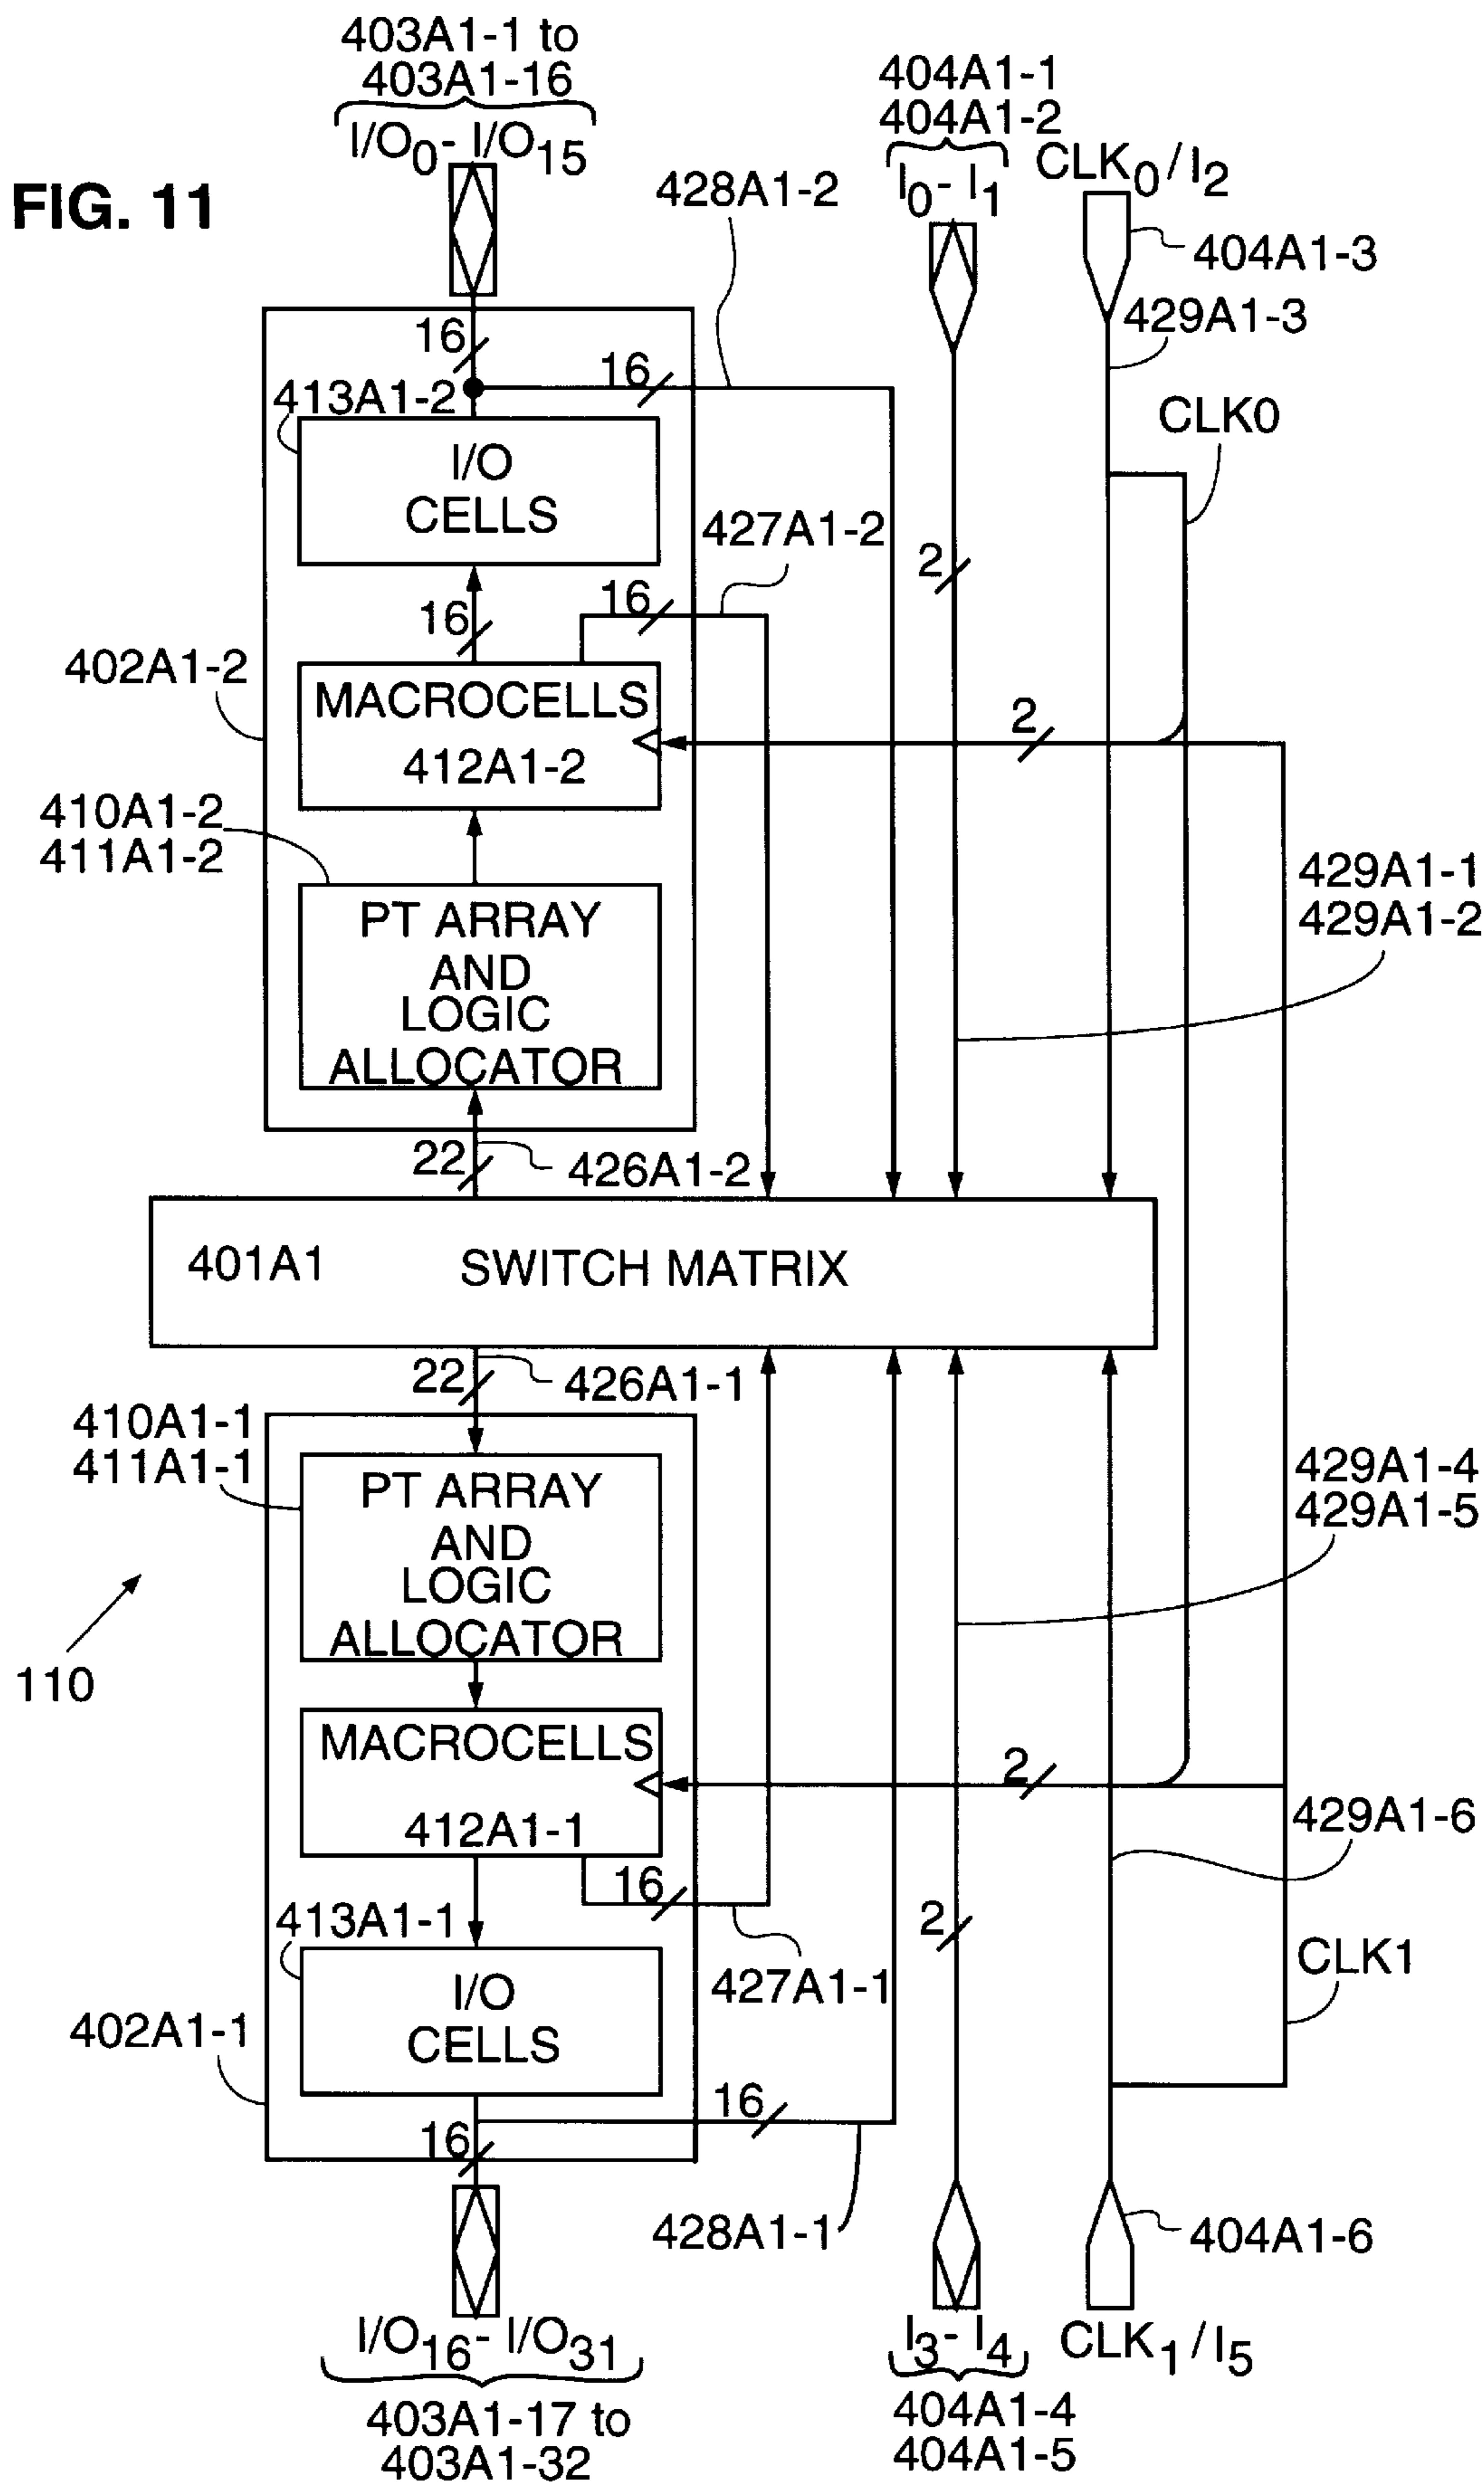 403A1-1 to
403A1-16
I/O0- I/O15
404A1-1
404A1-2
I0- I1
CLK0/I2
FIG. 11
428A1-2
404A1-3
429A1-3
16
16
413A1-2
CLK0
I/O
CELLS
427A1-2
2
16
16
402A1-2
MACROCELLS
412A1-2
2
410A1-2
411A1-2
429A1-1
429A1-2
PT ARRAY
AND
LOGIC
ALLOCATOR
22
426A1-2
401A1
SWITCH MATRIX
22
426A1-1
410A1-1
411A1-1
429A1-4
429A1-5
PT ARRAY
AND
LOGIC
ALLOCATOR
110
MACROCELLS
412A1-1
2
429A1-6
16
413A1-1
2
427A1-1
CLK1
I/O
CELLS
402A1-1
16
16
428A1-1
404A1-6
I/O16- I/O31
I3- I4
CLK1/I5
403A1-17 to
403A1-32
404A1-4
404A1-5